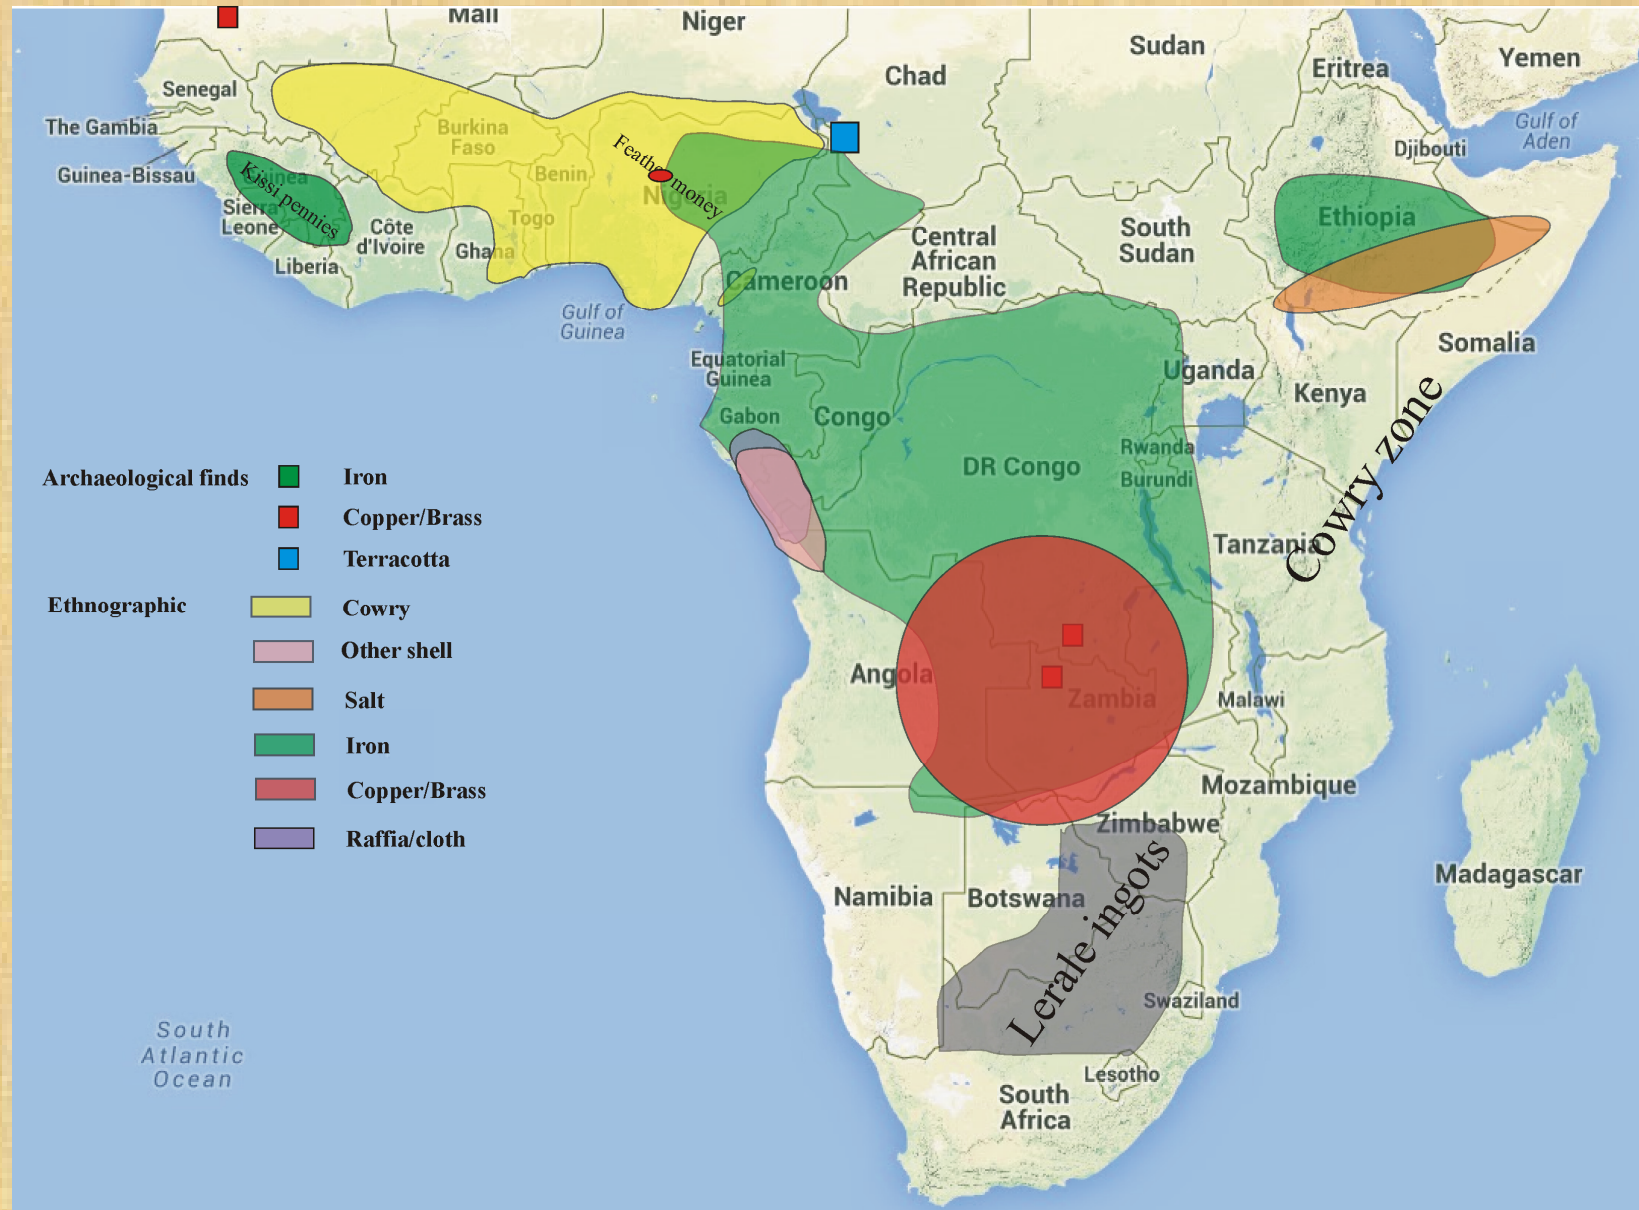 Mali
Niger
Sudan
Chad
Eritrea
Yemen
Senegal
The Gambia
Gulf of
Aden
Burkina
Faso
Djibouti
Guinea-Bissau
Guinea
Kissi pennies
Benin
Feather money
Nigeria
Sierra
Leone
Côte
d'Ivoire
Togo
Ghana
Liberia
Ethiopia
South
Sudan
Central
African
Republic
Cameroon
Gulf of
Guinea
Somalia
Equatorial
Guinea
Uganda
Kenya
Gabon
Congo
Rwanda
DR Congo
Burundi
Cowry zone
Tanzania
Archaeological finds
Iron
Copper/Brass
Terracotta
Ethnographic
Cowry
Other shell
Salt
Iron
Copper/Brass
Raffia/cloth
Angola
Zambia
Malawi
Mozambique
Zimbabwe
Madagascar
Namibia
Botswana
Lerale ingots
Swaziland
South
Atlantic
Ocean
Lesotho
South
Africa